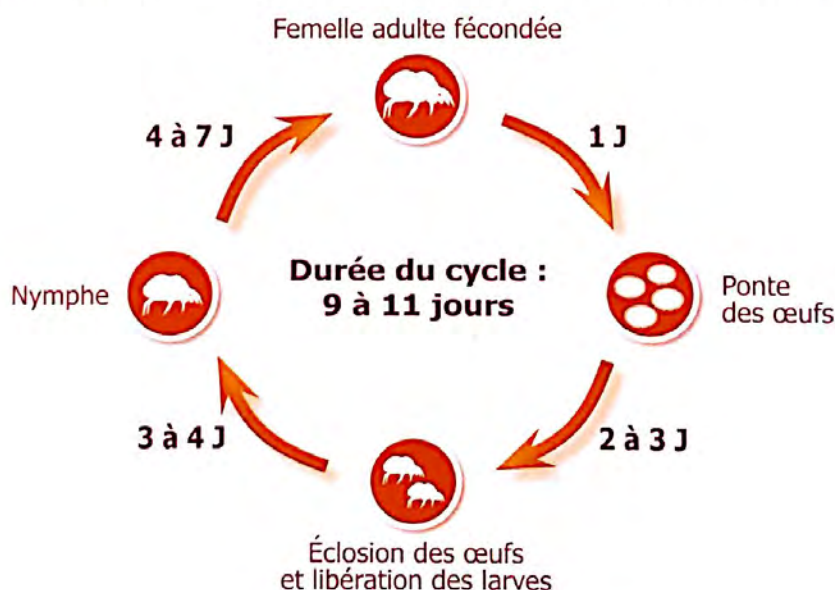 Femelle adulte fécondée
4 à 7 J
1 J
Nymphe
Durée du cycle :
9 à 11 jours
Ponte
des œufs
3 à 4 J
2 à 3 J
Éclosion des œufs
et libération des larves